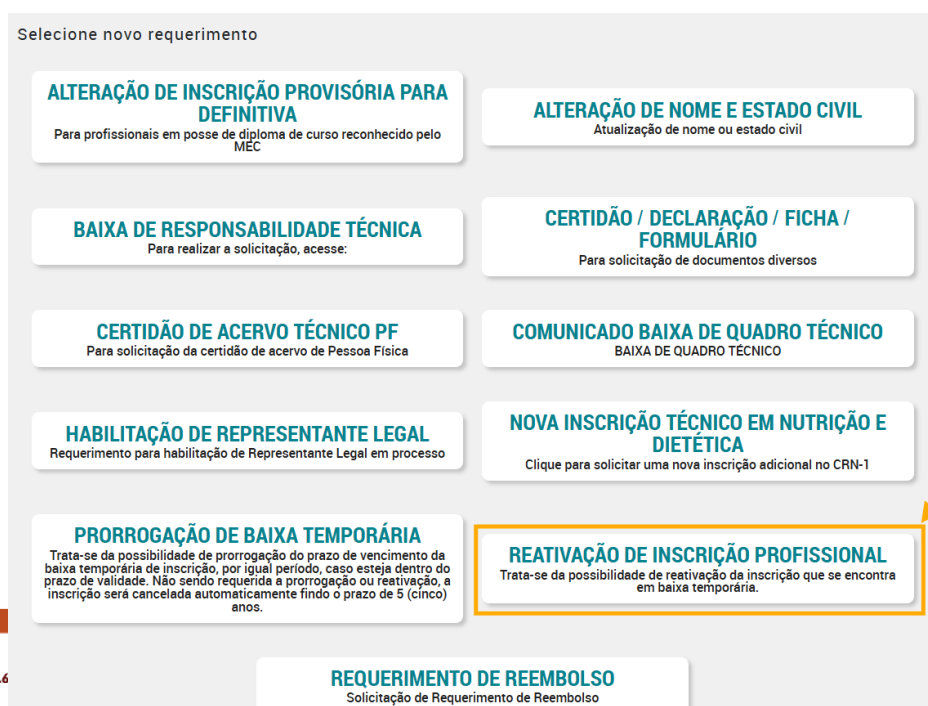 Selecione novo requerimento
ALTERAÇÃO DE INSCRIÇÃO PROVISÓRIA PARA
DEFINITIVA
Para profissionais em posse de diploma de curso reconhecido pelo
MEC
ALTERAÇÃO DE NOME E ESTADO CIVIL
Atualização de nome ou estado civil
BAIXA DE RESPONSABILIDADE TÉCNICA
Para realizar a solicitação, acesse:
CERTIDÃO / DECLARAÇÃO / FICHA /
FORMULÁRIO
Para solicitação de documentos diversos
CERTIDÃO DE ACERVO TÉCNICO PF
Para solicitação da certidão de acervo de Pessoa Física
COMUNICADO BAIXA DE QUADRO TÉCNICO
BAIXA DE QUADRO TÉCNICO
HABILITAÇÃO DE REPRESENTANTE LEGAL
Requerimento para habilitação de Representante Legal em processo
NOVA INSCRIÇÃO TÉCNICO EM NUTRIÇÃO E
DIETÉTICA
Clique para solicitar uma nova inscrição adicional no CRN-1
PRORROGAÇÃO DE BAIXA TEMPORÁRIA
Trata-se da possibilidade de prorrogação do prazo de vencimento da
baixa temporária de inscrição, por igual período, caso esteja dentro do
prazo de validade. Não sendo requerida a prorrogação ou reativação, a
inscrição será cancelada automaticamente findo o prazo de 5 (cinco)
anos.
REATIVAÇÃO DE INSCRIÇÃO PROFISSIONAL
Trata-se da possibilidade de reativação da inscrição que se encontra
em baixa temporária.
REQUERIMENTO DE REEMBOLSO
Solicitação de Requerimento de Reembolso